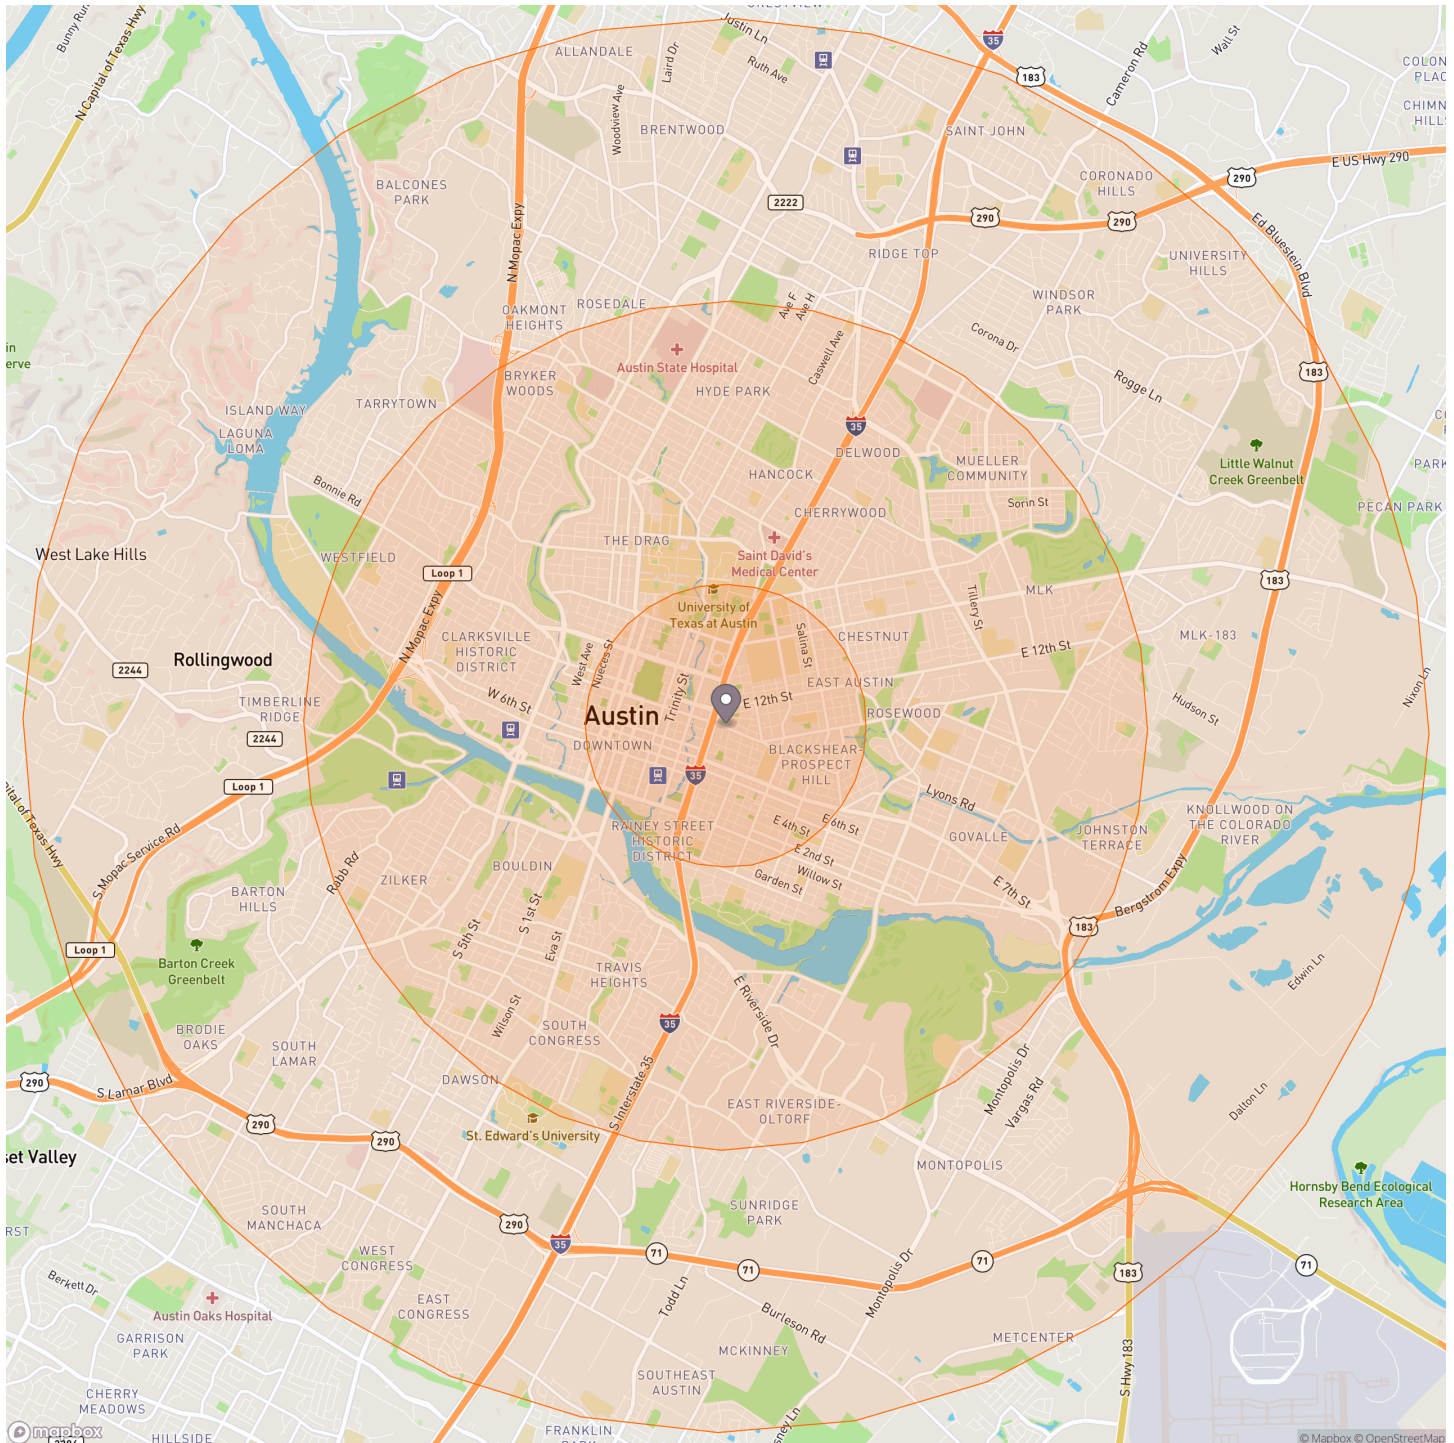 CRESTVIEW
Bunny Run
N Capital of Texas Hwy
ALLANDALE
Laird Dr
Justin Ln
Ruth Ave
35
183
Cameron Rd
Wall St
Woodview Ave
BRENTWOOD
SAINT JOHN
E US Hwy 290
290
BALCONES
PARK
CORONADO
HILLS
2222
290
290
N Mopac Expy
RIDGE TOP
Ed Bluestein Blvd
UNIVERSITY
HILLS
OAKMONT
HEIGHTS
ROSEDALE
Ave F
Ave H
WINDSOR
PARK
Corona Dr
Caswell Ave
Austin State Hospital
BRYKER
WOODS
HYDE PARK
Rogge Ln
183
TARRYTOWN
ISLAND WAY
LAGUNA
LOMA
35
DELWOOD
HANCOCK
MUELLER
COMMUNITY
Little Walnut
Creek Greenbelt
Bonnie Rd
Sorin St
PECAN PARK
CHERRYWOOD
West Lake Hills
WESTFIELD
THE DRAG
Saint David's
Medical Center
Loop 1
183
N Mopac Expy
University of
Texas at Austin
Tillery St
MLK
CLARKSVILLE
HISTORIC
DISTRICT
West Ave
Nueces St
Salina St
CHESTNUT
E 12th St
MLK-183
Rollingwood
2244
Trinity St
EAST AUSTIN
Nixon Ln
TIMBERLINE
RIDGE
W 6th St
E 12th St
Austin
ROSEWOOD
Hudson St
2244
DOWNTOWN
BLACKSHEAR-
PROSPECT
HILL
35
Loop 1
Lyons Rd
KNOLLWOOD ON
THE COLORADO
RIVER
S Mopac Service Rd
RAINEY STREET
HISTORIC
DISTRICT
E 4th St
E 6th St
GOVALLE
JOHNSTON
TERRACE
E 2nd St
BOULDIN
Rabb Rd
ZILKER
Willow St
Garden St
E 7th St
Bergstrom Expy
BARTON
HILLS
S 1st St
183
S 5th St
Eva St
Loop 1
Barton Creek
Greenbelt
TRAVIS
HEIGHTS
Edwin Ln
E Riverside Dr
Wilson St
35
BRODIE
OAKS
SOUTH
LAMAR
SOUTH
CONGRESS
Montopolis Dr
290
S Lamar Blvd
DAWSON
S Interstate 35
Vargas Rd
Dalton Ln
EAST RIVERSIDE-
OLTORF
290
290
St. Edward's University
set Valley
MONTOPOLIS
Hornsby Bend Ecological
Research Area
SOUTH
MANCHACA
SUNRIDGE
PARK
290
35
WEST
CONGRESS
71
71
71
183
71
Montopolis Dr
Berkett Dr
Todd Ln
Austin Oaks Hospital
EAST
CONGRESS
Burleson Rd
GARRISON
PARK
METCENTER
S Hwy 183
MCKINNEY
SOUTHEAST
AUSTIN
CHERRY
MEADOWS
FRANKLIN
HILLSIDE
mapbox
© Mapbox © OpenStreetMap